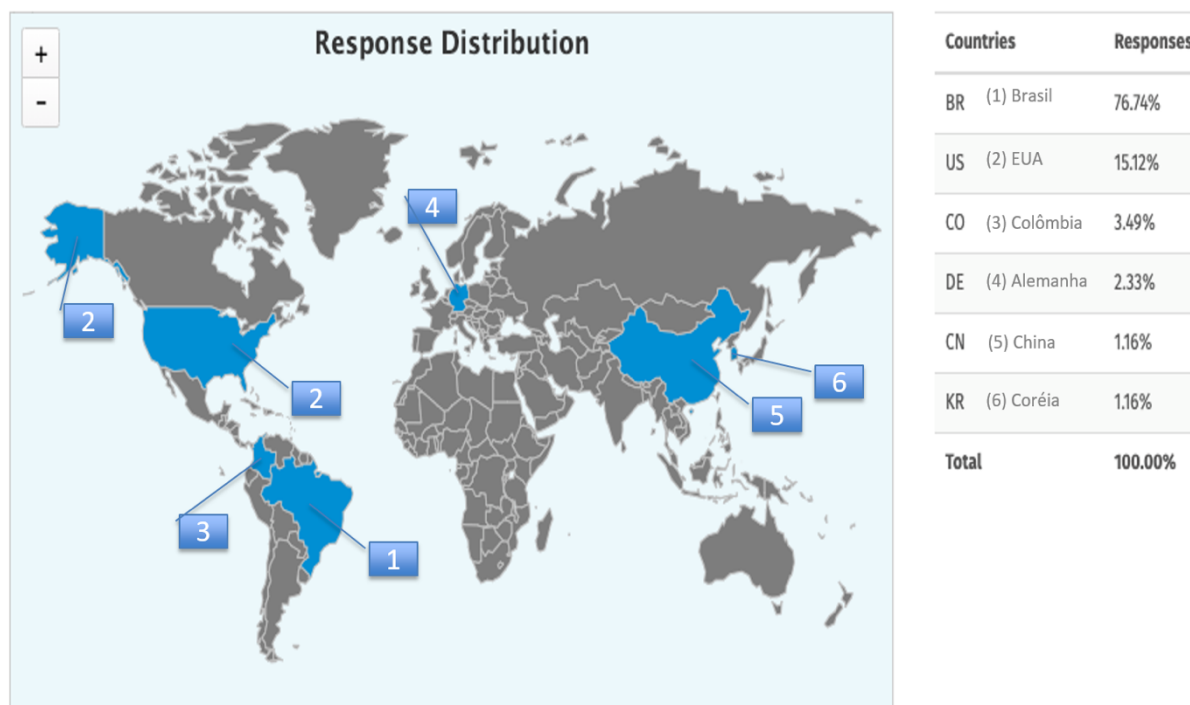 Response Distribution
+
-
4
2
2
6
5
3
1
Countries Responses
BR (1) Brasil 76.74%
US (2) EUA 15.12%
CO (3) Colômbia 3.49%
DE (4) Alemanha 2.33%
CN (5) China 1.16%
KR (6) Coréia 1.16%
Total 100.00%